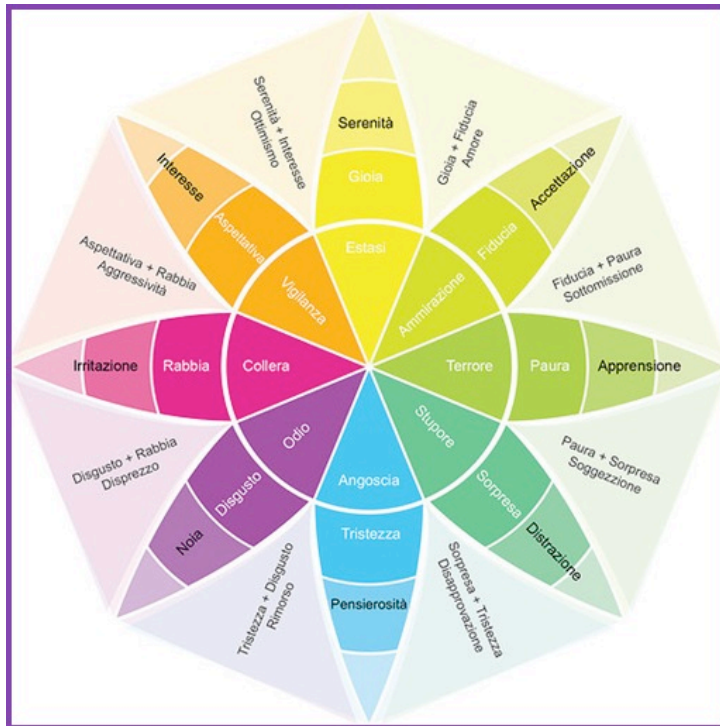 Serenità + Interesse
Ottimismo
Serenità
Gioia
Estasi
Gioia + Fiducia
Amore
Accettazione
Fiducia
Ammirazione
Fiducia + Paura
Sottomissione
Terrore
Paura
Apprensione
Paura + Sorpresa
Soggezzione
Stupore
Sorpresa
Distrazione
Sorpresa + Tristezza
Disapprovazione
Angoscia
Tristezza
Pensierosità
Tristezza + Disgusto
Rimorso
Odio
Disgusto
Noia
Disgusto + Rabbia
Disprezzo
Irritazione
Rabbia
Collera
Aspettativa + Rabbia
Aggressività
Interesse
Aspettativa
Vigilanza